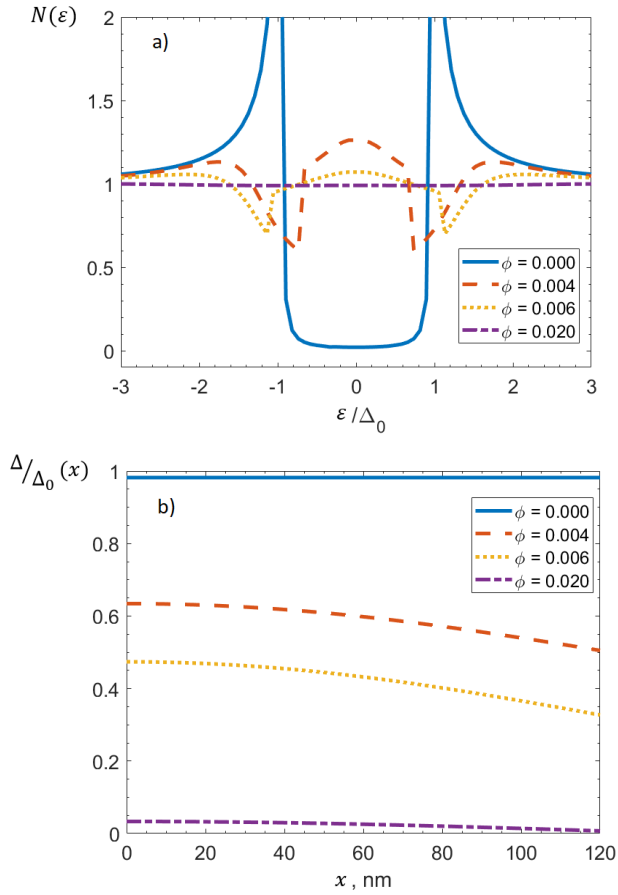 N(ε)
a)
2
1.5
1
0.5
0
-3 -2 -1 0 1 2 3
ε/Δ₀
ϕ = 0.000
ϕ = 0.004
ϕ = 0.006
ϕ = 0.020
Δ/Δ₀ (x)
b)
1
0.8
0.6
0.4
0.2
0
0 20 40 60 80 100 120
x , nm
ϕ = 0.000
ϕ = 0.004
ϕ = 0.006
ϕ = 0.020